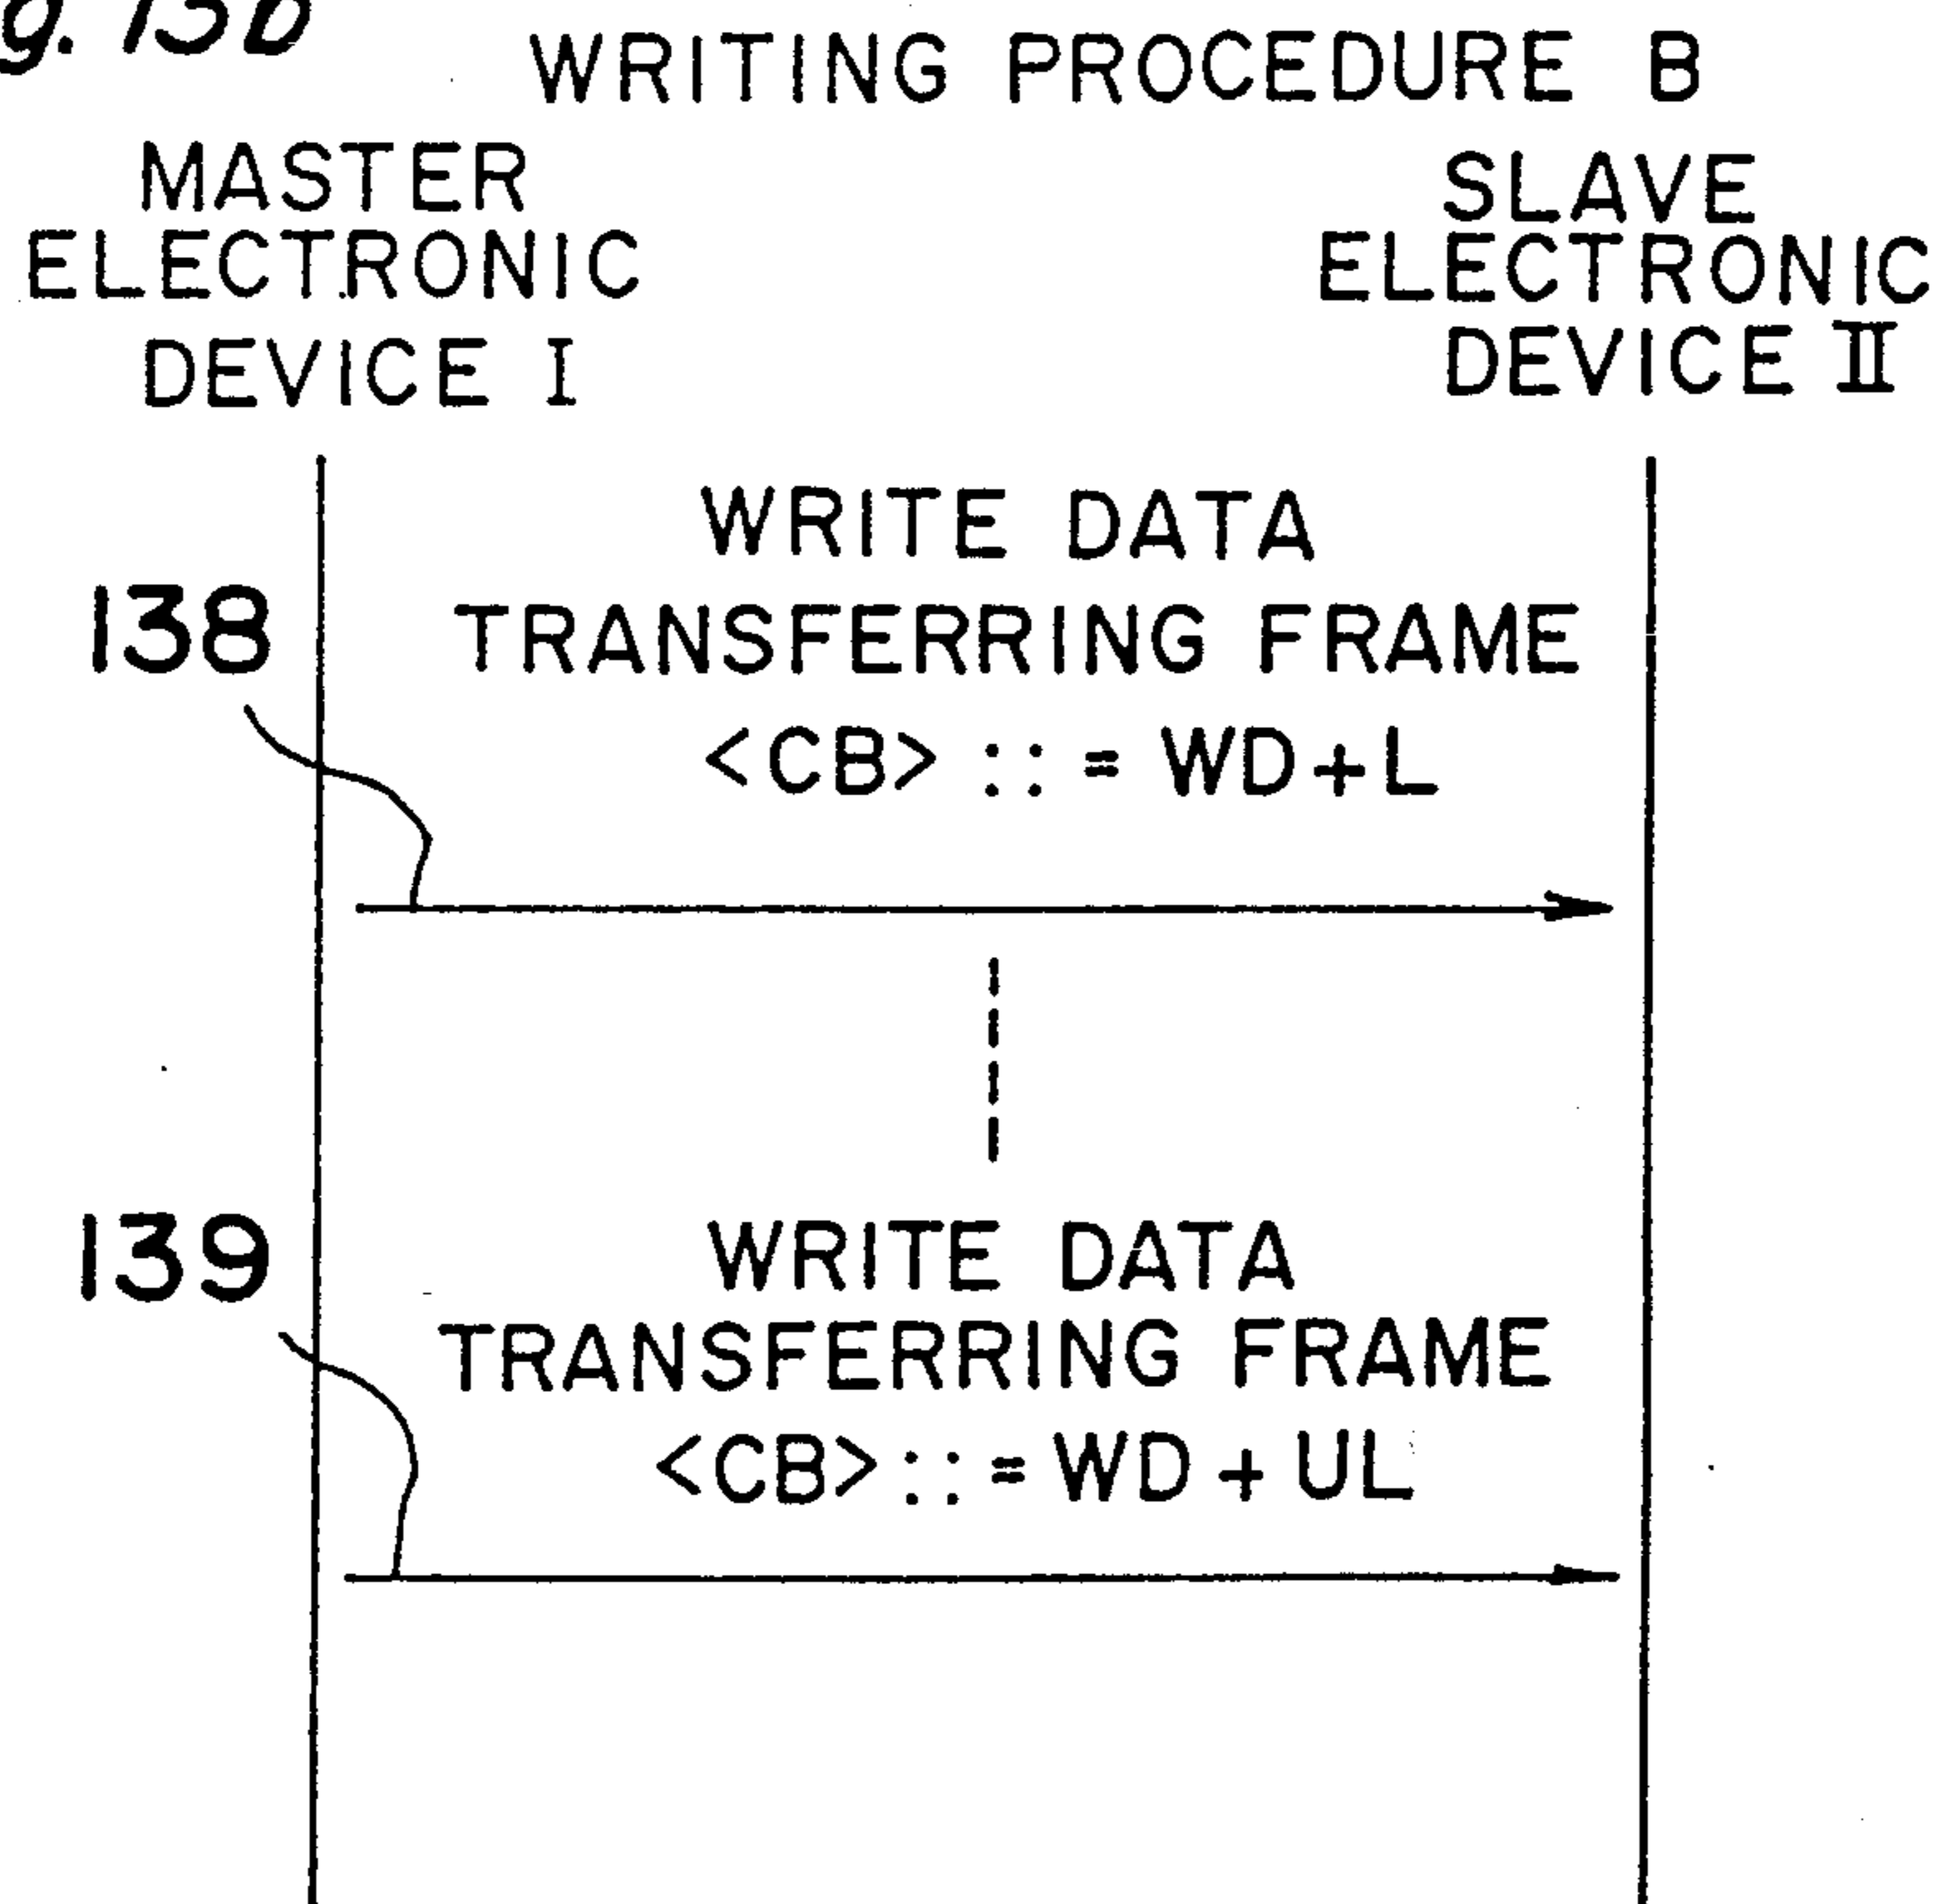 g. 13b
WRITING PROCEDURE B
MASTER
ELECTRONIC
DEVICE I
SLAVE
ELECTRONIC
DEVICE II
WRITE DATA
TRANSFERRING FRAME
<CB> ::= WD+L
138
WRITE DATA
TRANSFERRING FRAME
<CB>::= WD + UL
139